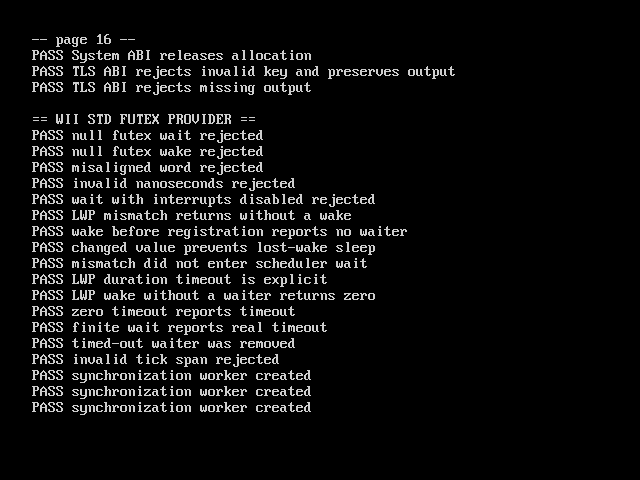 -- page 16 --
PASS System ABI releases allocation
PASS TLS ABI rejects invalid key and preserves output
PASS TLS ABI rejects missing output
== WII STD FUTEX PROVIDER ==
PASS null futex wait rejected
PASS null futex wake rejected
PASS misaligned word rejected
PASS invalid nanoseconds rejected
PASS wait with interrupts disabled rejected
PASS LWP mismatch returns without a wake
PASS wake before registration reports no waiter
PASS changed value prevents lost-wake sleep
PASS mismatch did not enter scheduler wait
PASS LWP duration timeout is explicit
PASS LWP wake without a waiter returns zero
PASS zero timeout reports timeout
PASS finite wait reports real timeout
PASS timed-out waiter was removed
PASS invalid tick span rejected
PASS synchronization worker created
PASS synchronization worker created
PASS synchronization worker created